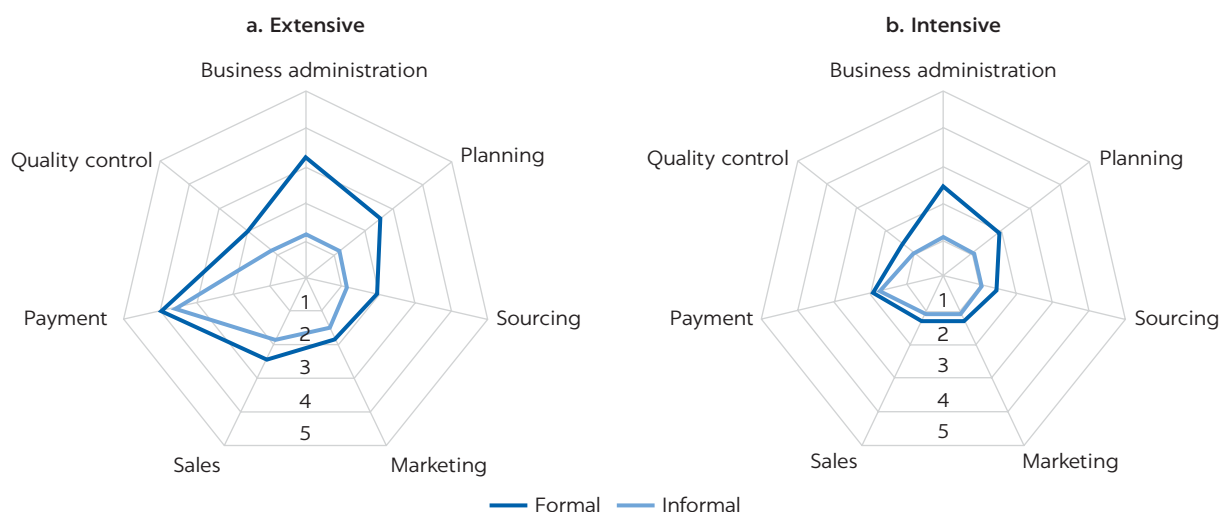 a. Extensive
Business administration
Quality control
Planning
Payment
Sourcing
1
2
3
4
5
Sales
Marketing
b. Intensive
Business administration
Quality control
Planning
Payment
Sourcing
1
2
3
4
5
Sales
Marketing
Formal
Informal